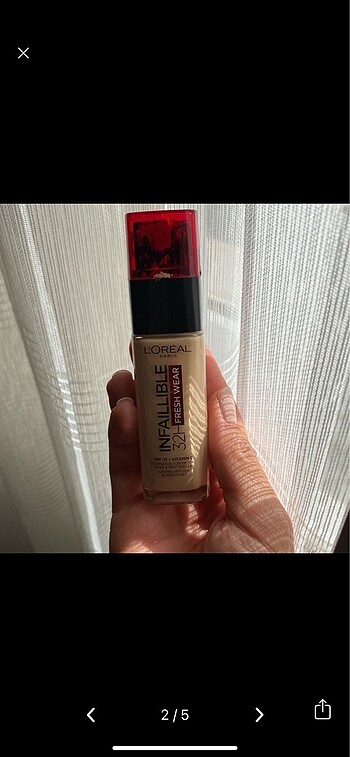 L'ORÉAL
PARIS
INFAILLIBLE
32H FRESH WEAR
SPF 25 + VITAMIN C
2 / 5